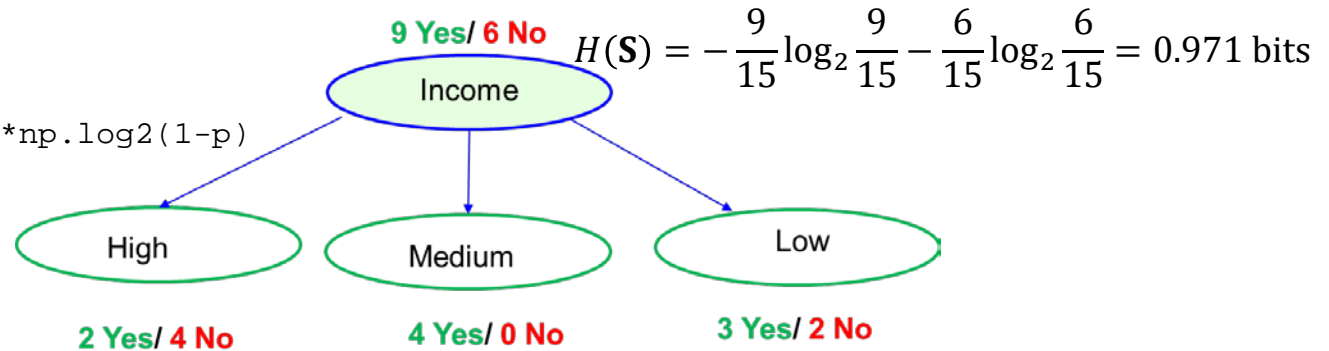 9 Yes/ 6 No
H(S) = −9/15 log₂ 9/15 − 6/15 log₂ 6/15 = 0.971 bits
Income
*np.log2(1-p)
High
Medium
Low
2 Yes/ 4 No
4 Yes/ 0 No
3 Yes/ 2 No